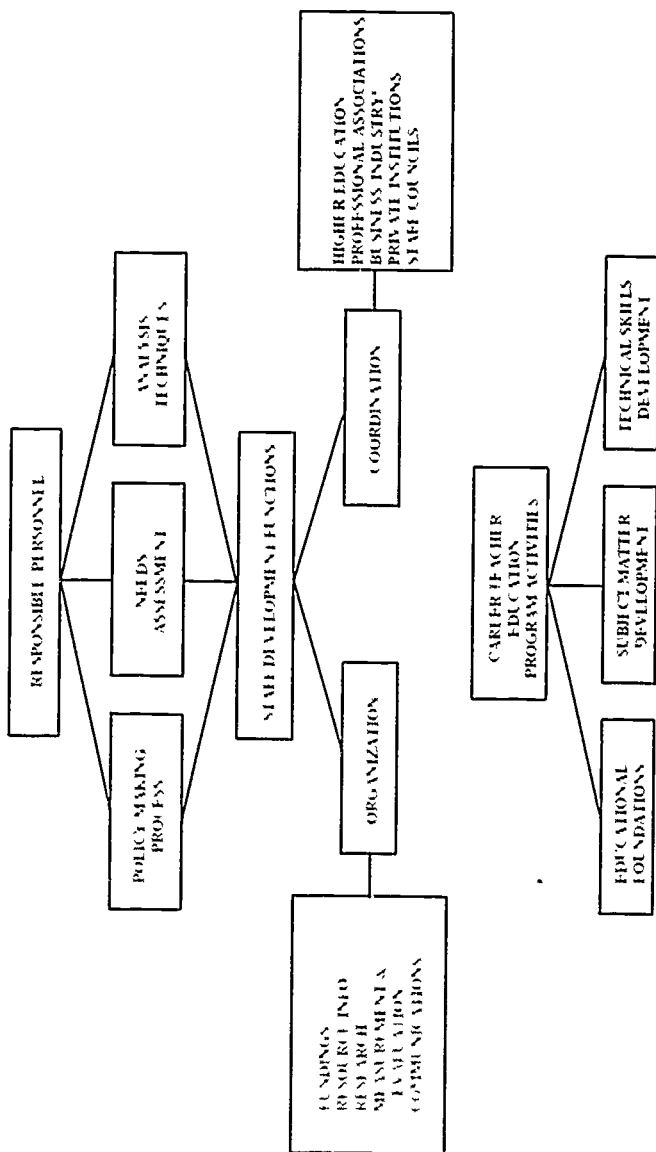 RESPONSIBLE PERSONNEL
POLICY MAKING
PROCESS
NEEDS
ASSESSMENT
ANALYSIS
TECHNIQUES
STAFF DEVELOPMENT FUNCTIONS
ORGANIZATION
COORDINATION
FUNDINGS
RESOURCE INFO
RESEARCH
MEASUREMENT &
EVALUATION
COMMUNICATIONS
HIGHER EDUCATION
PROFESSIONAL ASSOCIATIONS
BUSINESS INDUSTRY
PRIVATE INSTITUTIONS
STAFF COUNCILS
CAREER TEACHER
EDUCATION
PROGRAM ACTIVITIES
EDUCATIONAL
FOUNDATIONS
SUBJECT MATTER
DEVELOPMENT
TECHNICAL SKILLS
DEVELOPMENT